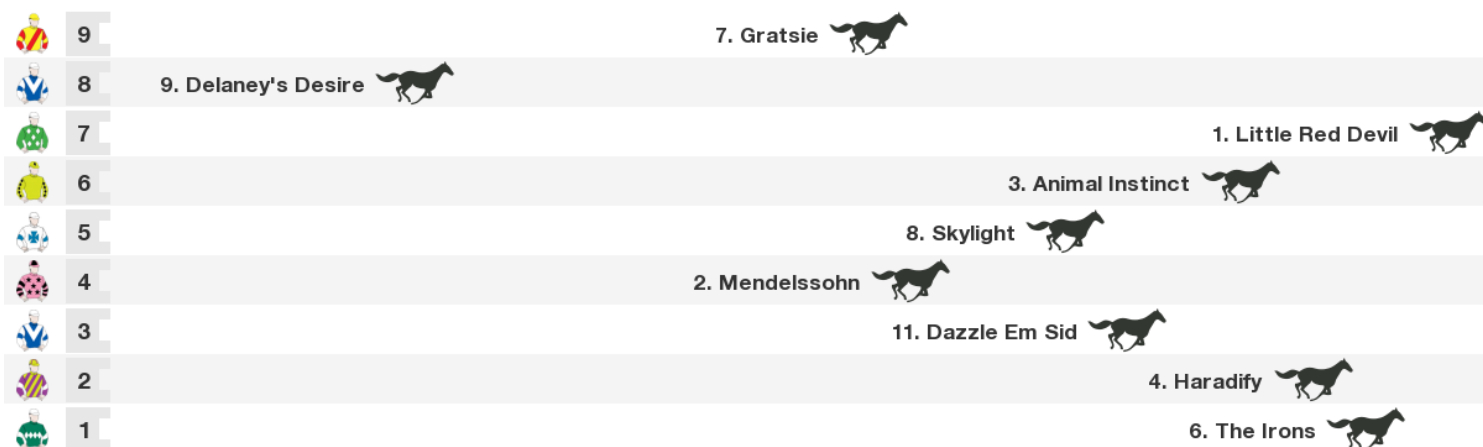 9 7. Gratsie
8 9. Delaney's Desire
7 1. Little Red Devil
6 3. Animal Instinct
5 8. Skylight
4 2. Mendelssohn
3 11. Dazzle Em Sid
2 4. Haradify
1 6. The Irons